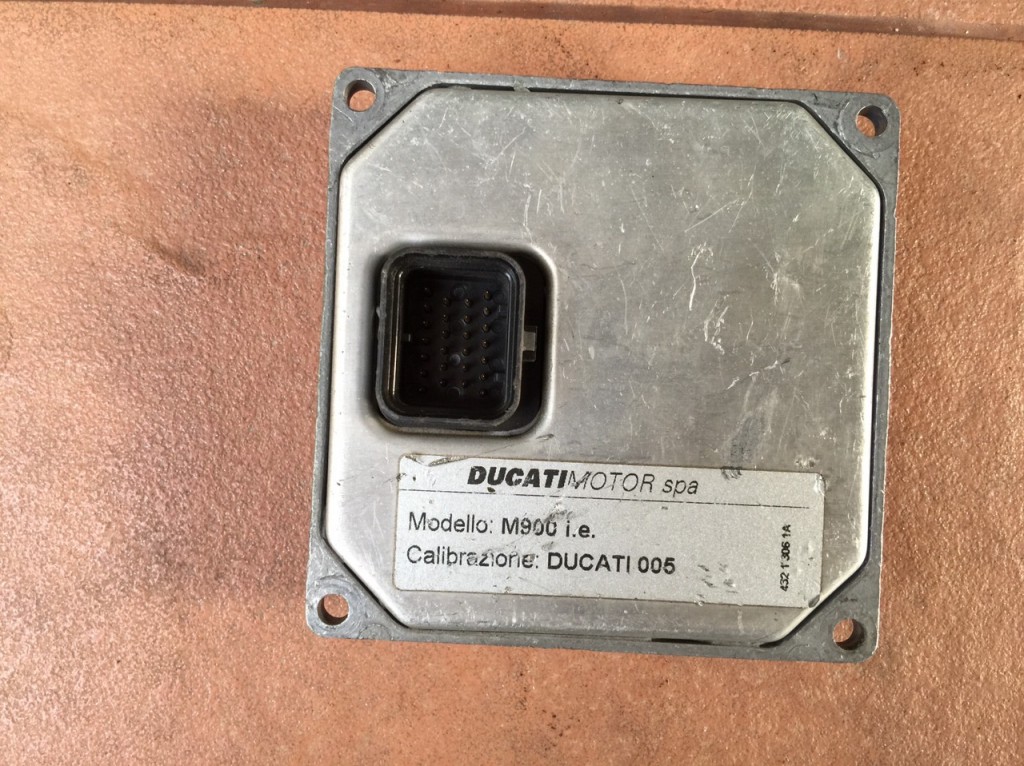 DUCATIMOTOR spa
Modello: M900 i.e.
Calibrazione: DUCATI 005
432 1 306 1A